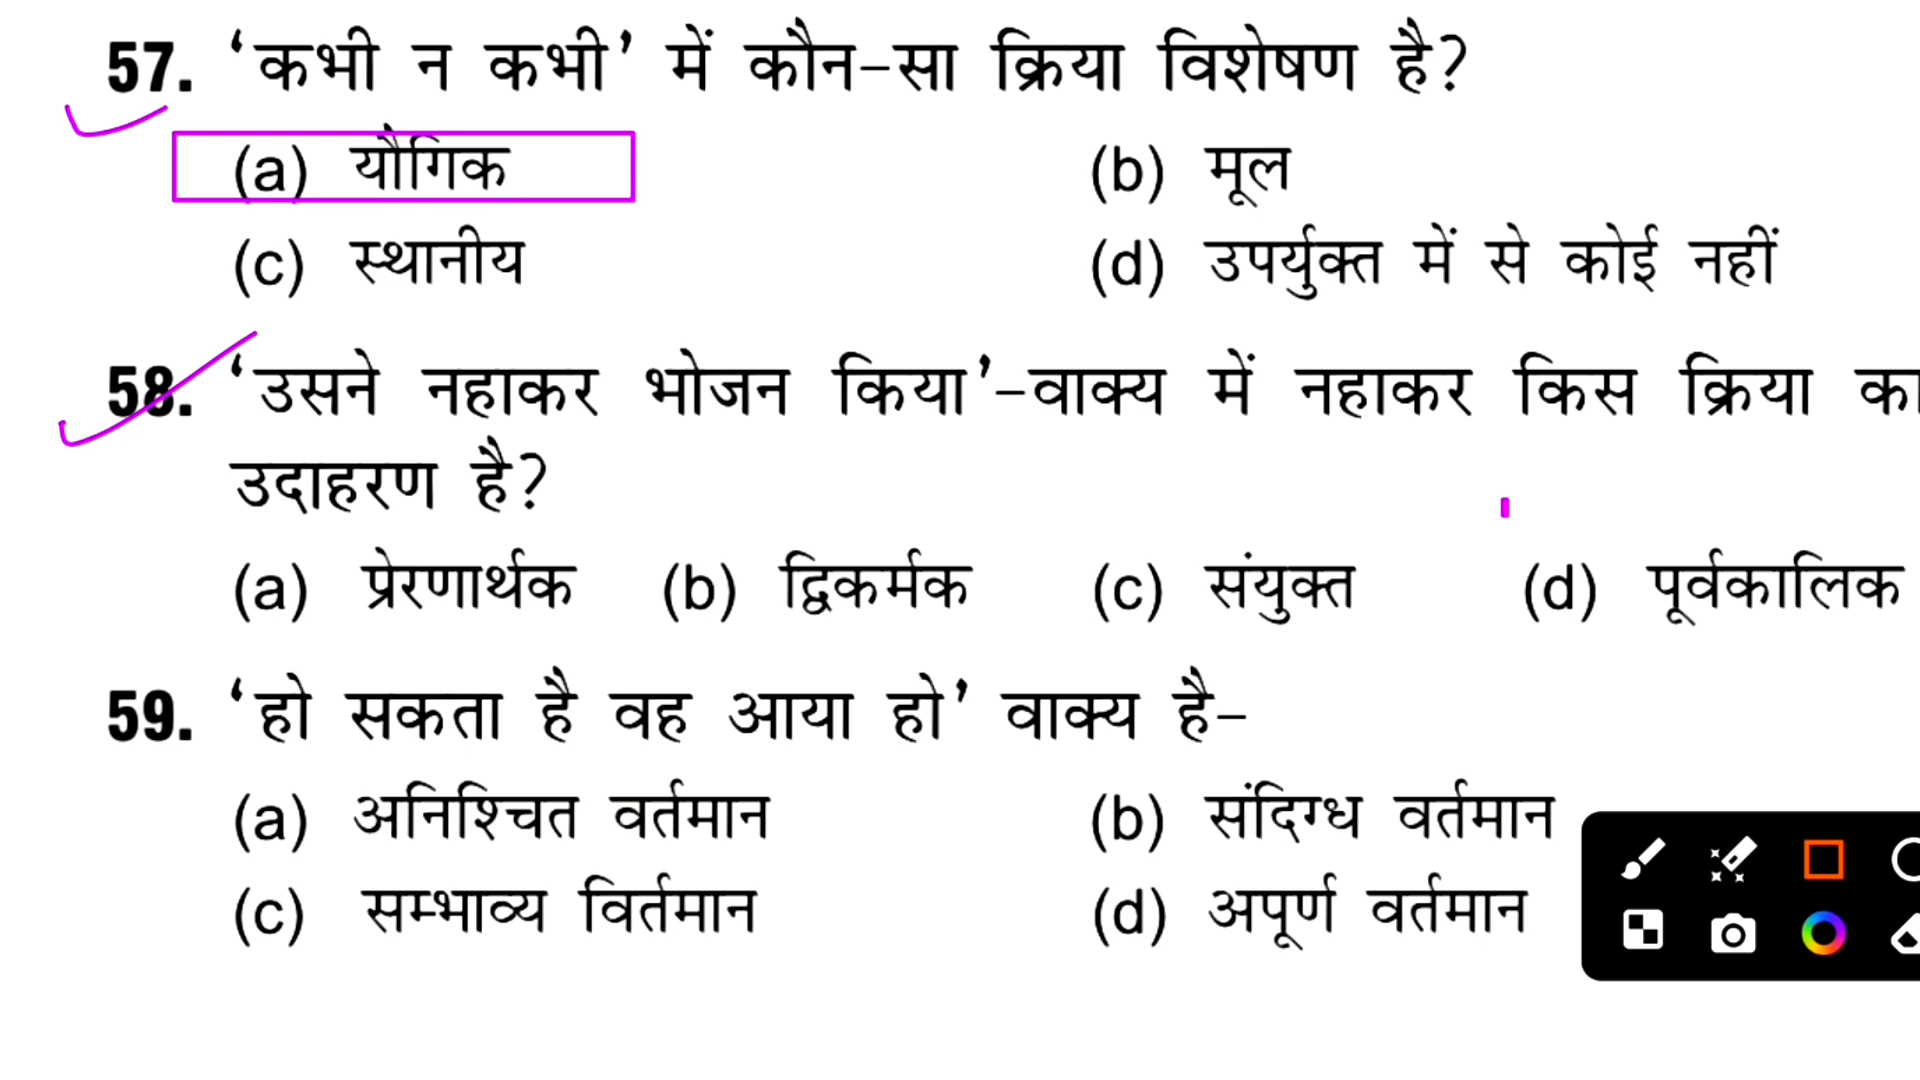 57. ‘कभी न कभी’ में कौन-सा क्रिया विशेषण है?
(a) यौगिक (b) मूल
(c) स्थानीय (d) उपर्युक्त में से कोई नहीं
58. ‘उसने नहाकर भोजन किया’-वाक्य में नहाकर किस क्रिया का
उदाहरण है?
(a) प्रेरणार्थक (b) द्विकर्मक (c) संयुक्त (d) पूर्वकालिक
59. ‘हो सकता है वह आया हो’ वाक्य है-
(a) अनिश्चित वर्तमान (b) संदिग्ध वर्तमान
(c) सम्भाव्य विर्तमान (d) अपूर्ण वर्तमान